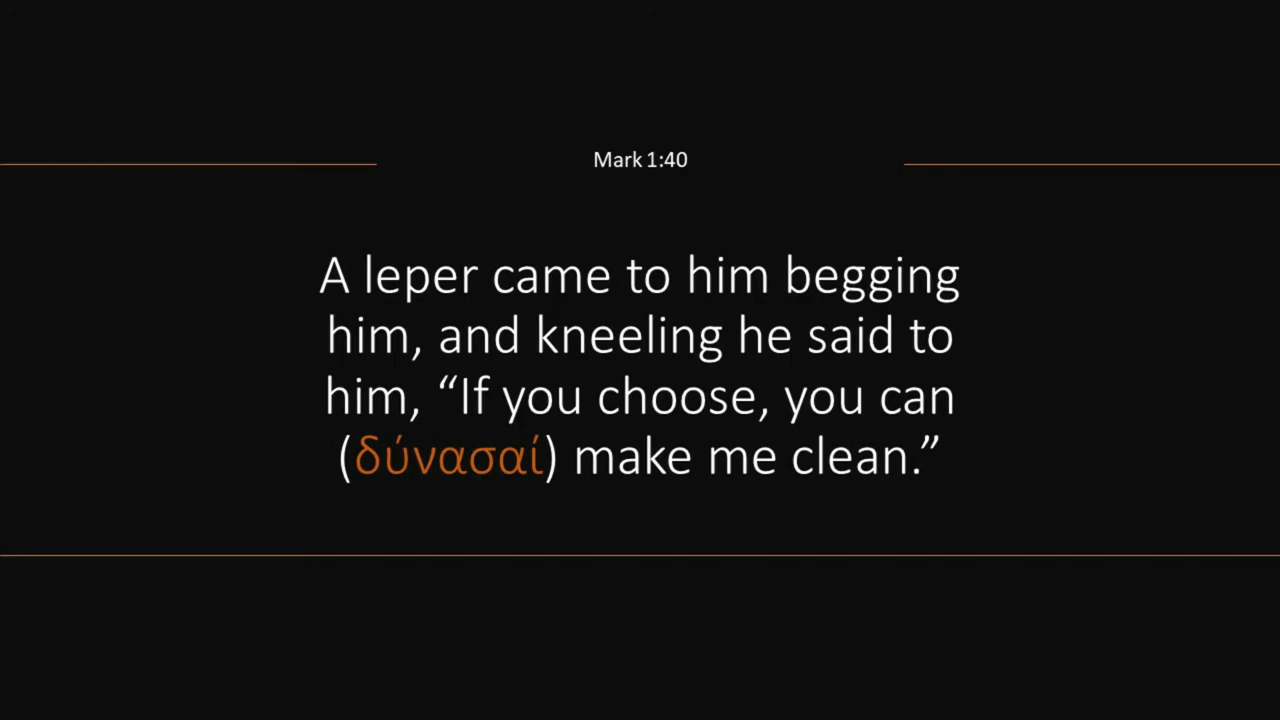 Mark 1:40
A leper came to him begging
him, and kneeling he said to
him, “If you choose, you can
(δύνασαί) make me clean.”